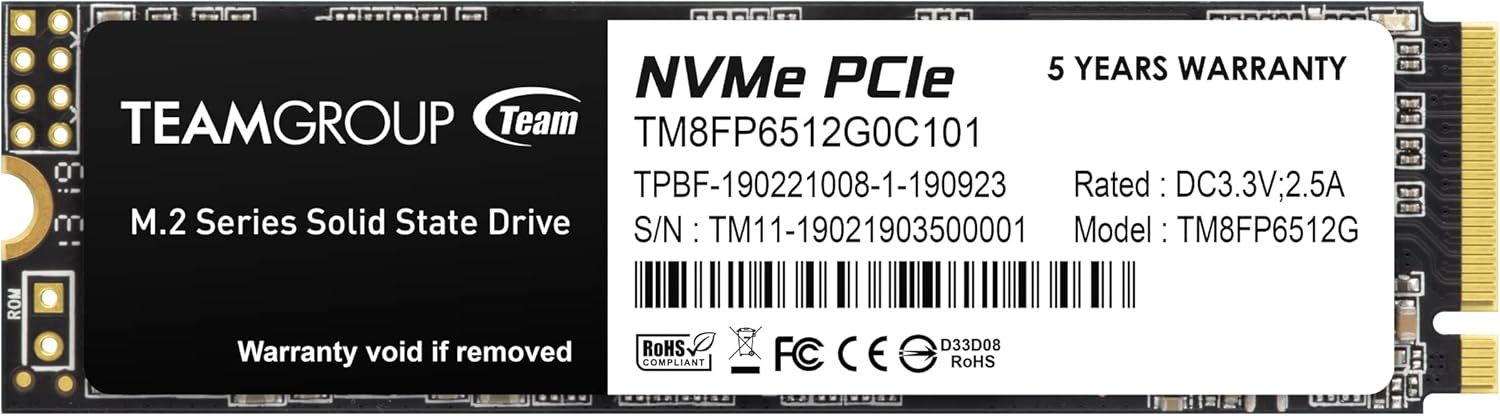 TEAMGROUP Team
M.2 Series Solid State Drive
Warranty void if removed
NVMe PCIe
5 YEARS WARRANTY
TM8FP6512G0C101
TPBF-190221008-1-190923
Rated : DC3.3V;2.5A
S/N : TM11-19021903500001
Model : TM8FP6512G
RoHS
COMPLIANT
FC CE
D33D08
RoHS
ROM